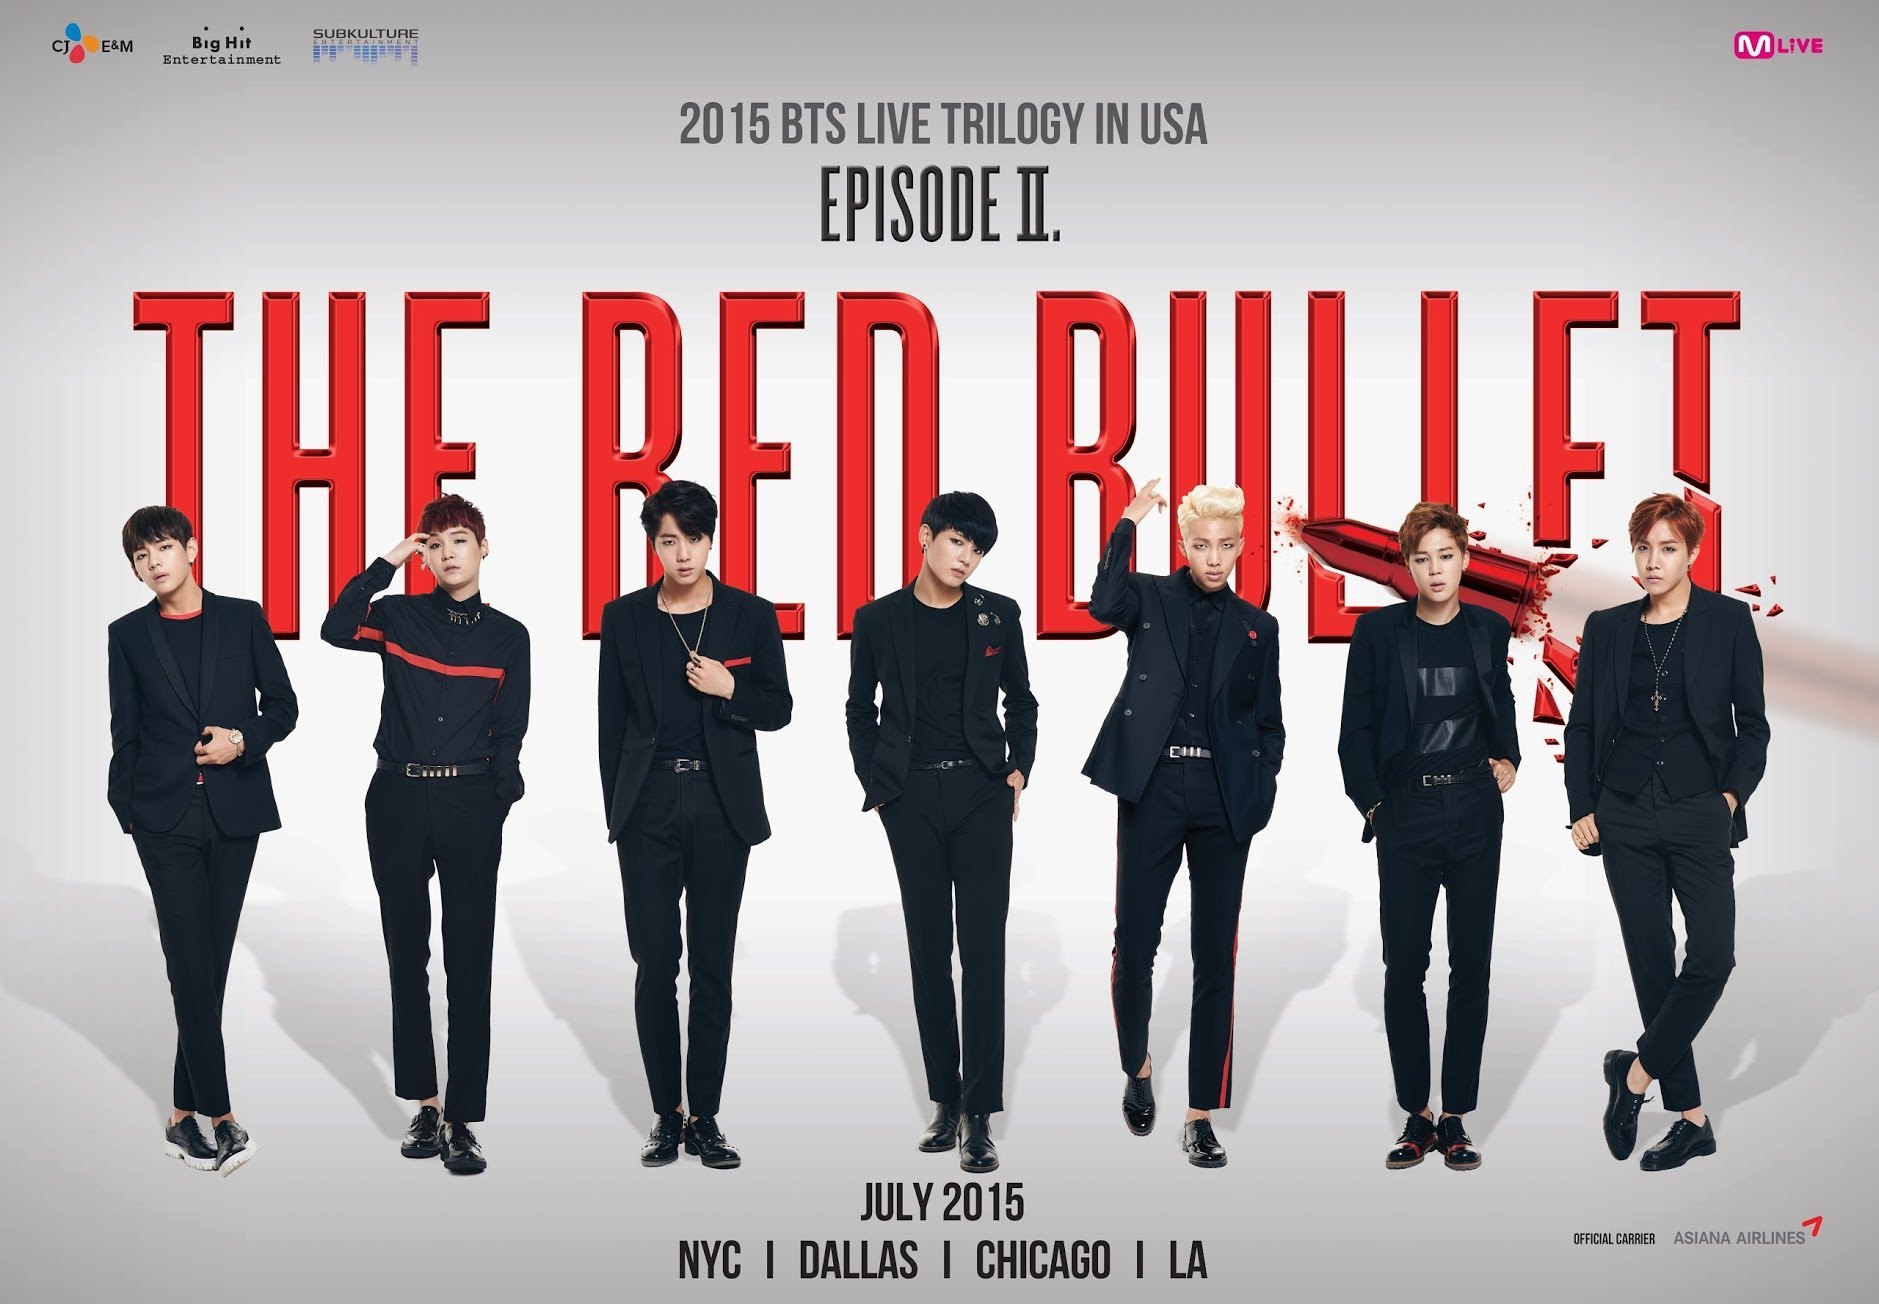 CJ E&M
Big Hit
Entertainment
SUBKULTURE
ENTERTAINMENT
M LIVE
2015 BTS LIVE TRILOGY IN USA
EPISODE II.
THE RED BULLET
JULY 2015
NYC | DALLAS | CHICAGO | LA
OFFICIAL CARRIER ASIANA AIRLINES